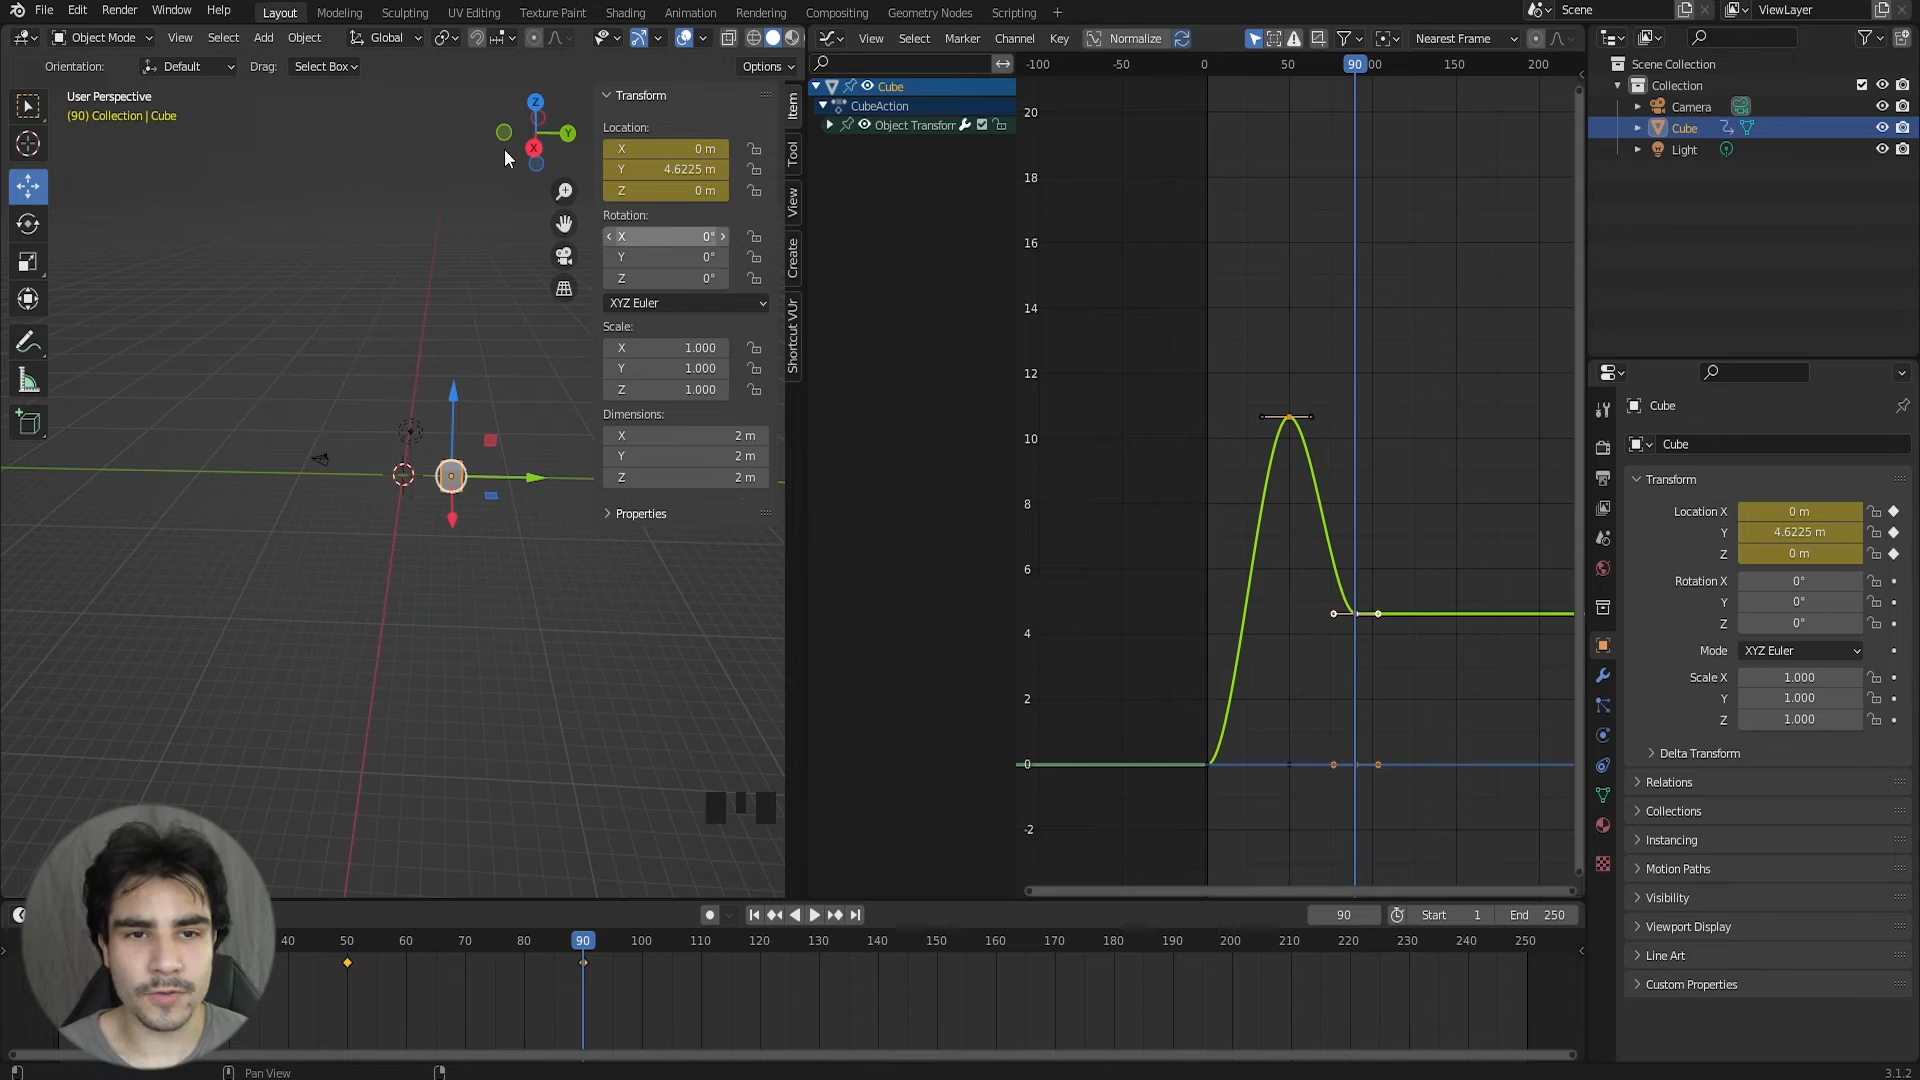 File Edit Render Window Help
Layout Modeling Sculpting UV Editing Texture Paint Shading Animation Rendering Compositing Geometry Nodes Scripting +
Scene
ViewLayer
Object Mode View Select Add Object Global
View Select Marker Channel Key Normalize Nearest Frame
Orientation: Default Drag: Select Box Options
User Perspective
(90) Collection | Cube
Z
Y
X
Transform
Location:
X 0 m
Y 4.6225 m
Z 0 m
Rotation:
X 0°
Y 0°
Z 0°
XYZ Euler
Scale:
X 1.000
Y 1.000
Z 1.000
Dimensions:
X 2 m
Y 2 m
Z 2 m
Properties
Item
Tool
View
Create
Shortcut VUr
Cube
CubeAction
Object Transforr
-100 -50 0 50 90 00 150 200
20
18
16
14
12
10
8
6
4
2
0
-2
Scene Collection
Collection
Camera
Cube
Light
Cube
Cube
Transform
Location X 0 m
Y 4.6225 m
Z 0 m
Rotation X 0°
Y 0°
Z 0°
Mode XYZ Euler
Scale X 1.000
Y 1.000
Z 1.000
Delta Transform
Relations
Collections
Instancing
Motion Paths
Visibility
Viewport Display
Line Art
Custom Properties
90 Start 1 End 250
40 50 60 70 80 90 100 110 120 130 140 150 160 170 180 190 200 210 220 230 240 250
Pan View
3.1.2